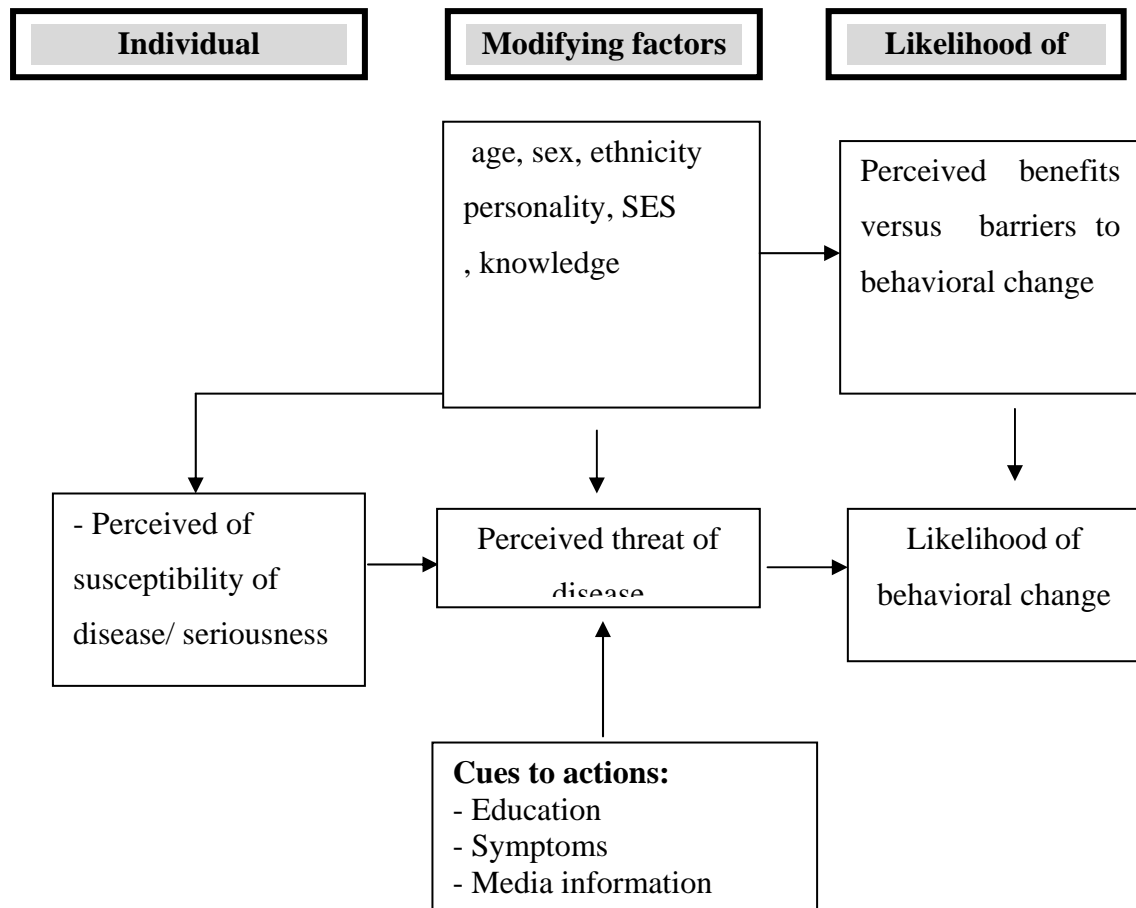 Individual
Modifying factors
Likelihood of
age, sex, ethnicity
personality, SES
, knowledge
Perceived benefits
versus barriers to
behavioral change
- Perceived of
susceptibility of
disease/ seriousness
Perceived threat of
disease
Likelihood of
behavioral change
Cues to actions:
- Education
- Symptoms
- Media information